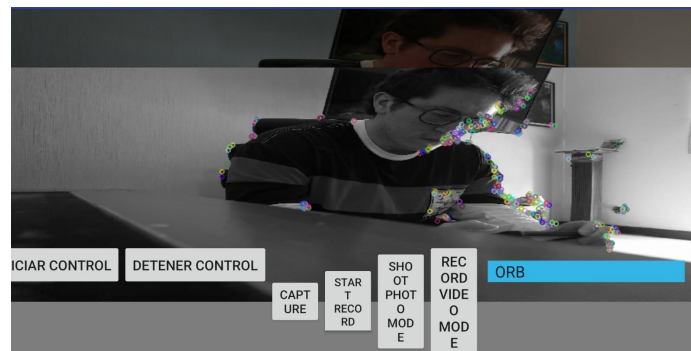 ICIAR CONTROL
DETENER CONTROL
CAPT
URE
STAR
T
RECO
RD
SHO
OT
PHOT
O
MOD
E
REC
ORD
VIDE
O
MOD
E
ORB